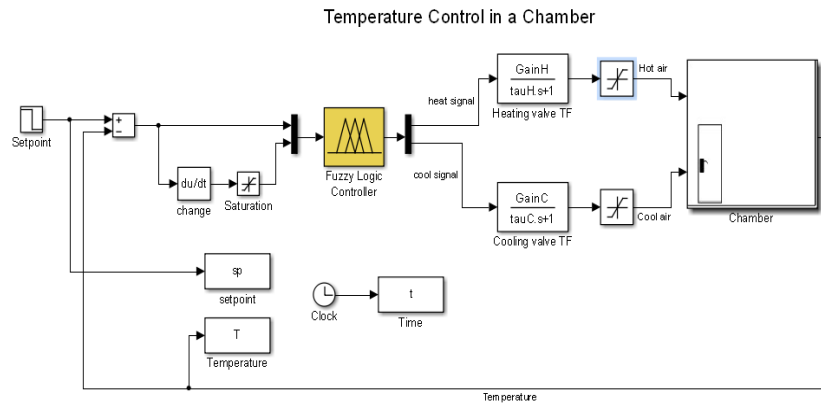 Temperature Control in a Chamber
Setpoint
+
−
du/dt
change
Saturation
Fuzzy Logic
Controller
heat signal
cool signal
GainH
tauH.s+1
Heating valve TF
Hot air
GainC
tauC.s+1
Cooling valve TF
Cool air
Chamber
sp
setpoint
T
Temperature
Clock
t
Time
Temperature